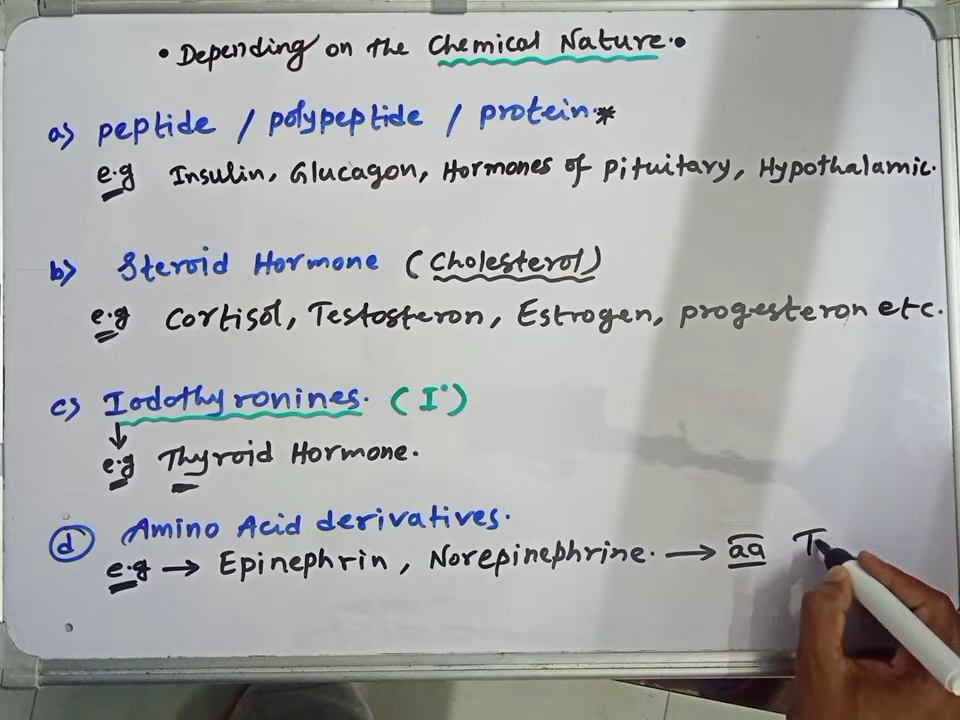 • Depending on the Chemical Nature •
a) peptide / polypeptide / protein *
e.g Insulin, Glucagon, Hormones of Pituitary, Hypothalamic.
b) Steroid Hormone (Cholesterol)
e.g Cortisol, Testosteron, Estrogen, progesteron etc.
c) Iodothyronines. (I°)
↓
e.g Thyroid Hormone.
d) Amino Acid derivatives.
e.g → Epinephrin, Norepinephrine. → aa T